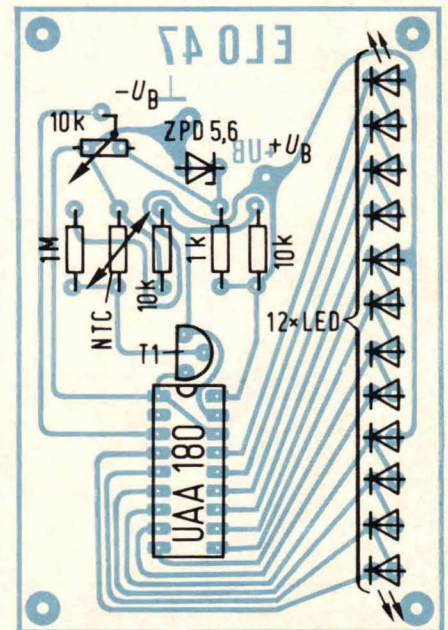 ELO 47
-U_B
10k
ZPD 5,6
+UB
+U_B
1M
NTC
10k
1k
10k
12×LED
T1
UAA 180